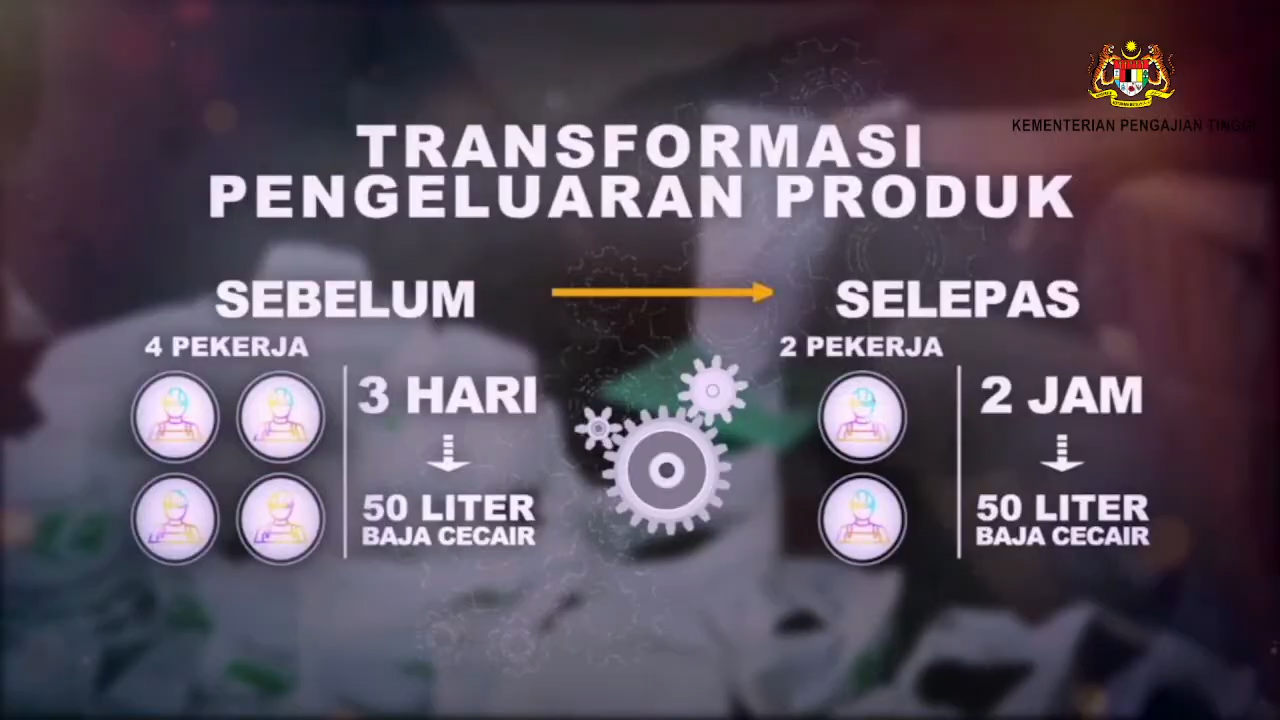 KEMENTERIAN PENGAJIAN TINGGI
TRANSFORMASI
PENGELUARAN PRODUK
SEBELUM
4 PEKERJA
3 HARI
50 LITER
BAJA CECAIR
SELEPAS
2 PEKERJA
2 JAM
50 LITER
BAJA CECAIR